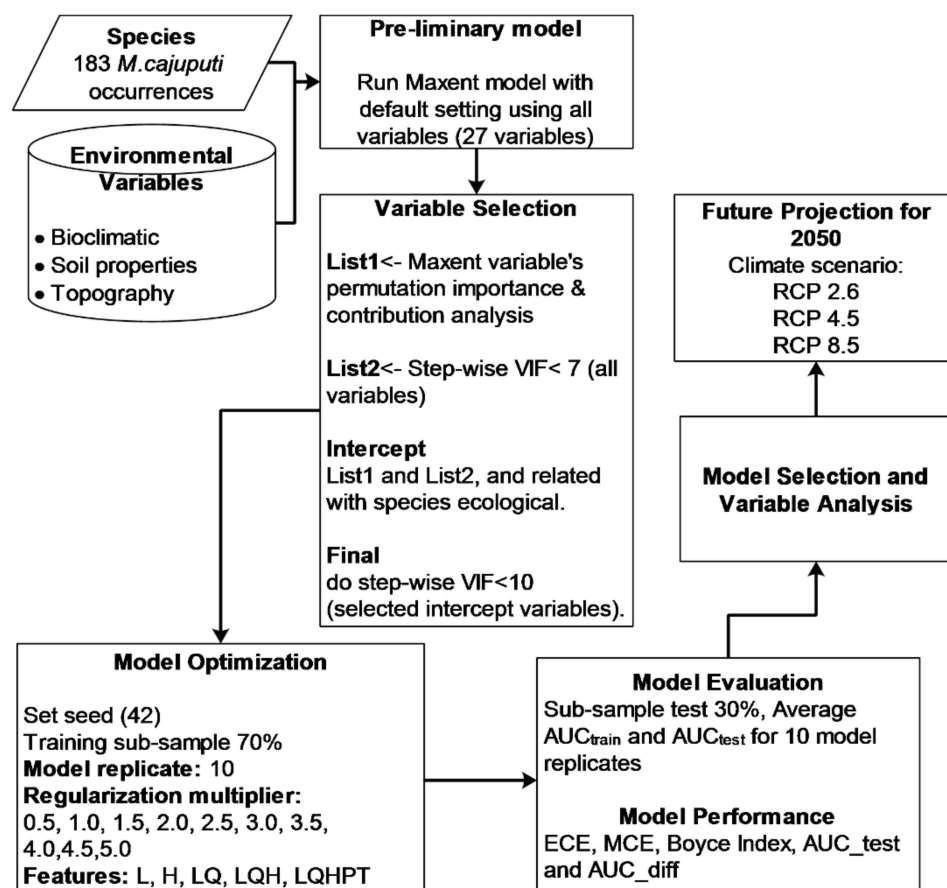 Species
183 M.cajuputi
occurrences
Environmental
Variables
• Bioclimatic
• Soil properties
• Topography
Pre-liminary model
Run Maxent model with
default setting using all
variables (27 variables)
Variable Selection
List1<- Maxent variable's
permutation importance &
contribution analysis
List2<- Step-wise VIF< 7 (all
variables)
Intercept
List1 and List2, and related
with species ecological.
Final
do step-wise VIF<10
(selected intercept variables).
Model Optimization
Set seed (42)
Training sub-sample 70%
Model replicate: 10
Regularization multiplier:
0.5, 1.0, 1.5, 2.0, 2.5, 3.0, 3.5,
4.0,4.5,5.0
Features: L, H, LQ, LQH, LQHPT
Model Evaluation
Sub-sample test 30%, Average
AUCtrain and AUCtest for 10 model
replicates
Model Performance
ECE, MCE, Boyce Index, AUC_test
and AUC_diff
Model Selection and
Variable Analysis
Future Projection for
2050
Climate scenario:
RCP 2.6
RCP 4.5
RCP 8.5